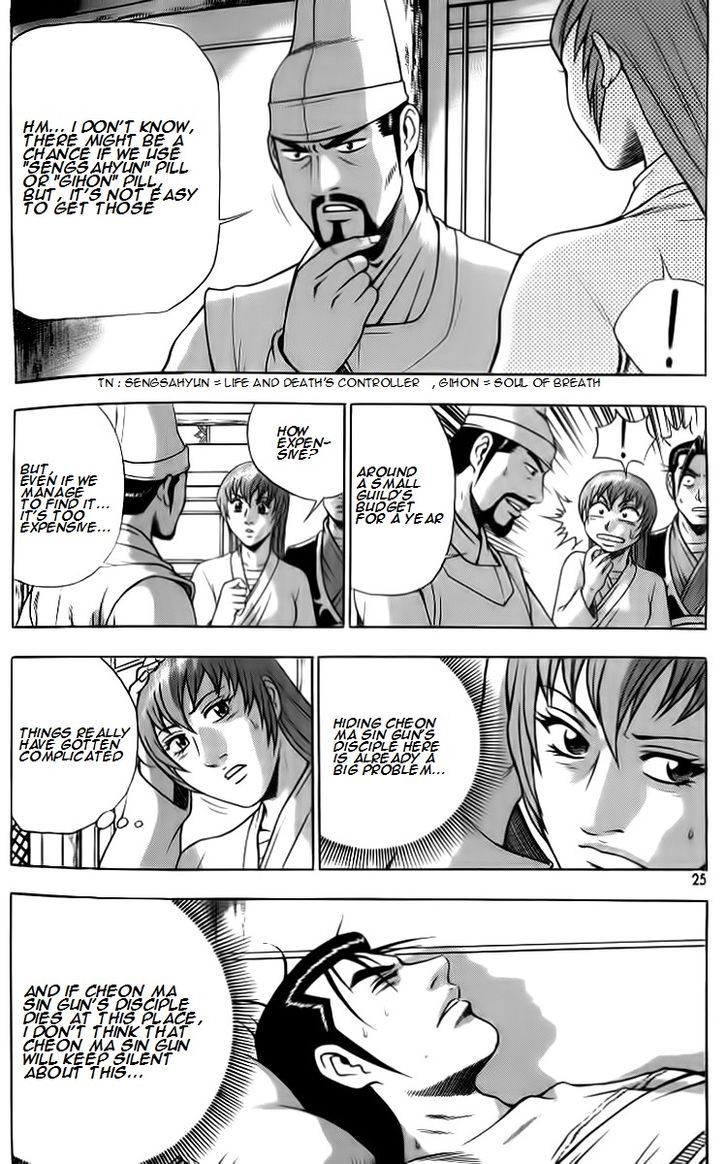 HM... I DON'T KNOW,
THERE MIGHT BE A
CHANCE IF WE USE
"SENGSAHYUN" PILL
OR "GIHON" PILL,
BUT, IT'S NOT EASY
TO GET THOSE
!
TN : SENGSAHYUN = LIFE AND DEATH'S CONTROLLER , GIHON = SOUL OF BREATH
HOW
EXPEN-
SIVE?
BUT,
EVEN IF WE
MANAGE
TO FIND IT...
IT'S TOO
EXPENSIVE...
AROUND
A SMALL
GUILD'S
BUDGET
FOR A YEAR
!
THINGS REALLY
HAVE GOTTEN
COMPLICATED
HIDING CHEON
MA SIN GUN'S
DISCIPLE HERE
IS ALREADY A
BIG PROBLEM...
25
AND IF CHEON MA
SIN GUN'S DISCIPLE
DIES AT THIS PLACE,
I DON'T THINK THAT
CHEON MA SIN GUN
WILL KEEP SILENT
ABOUT THIS...